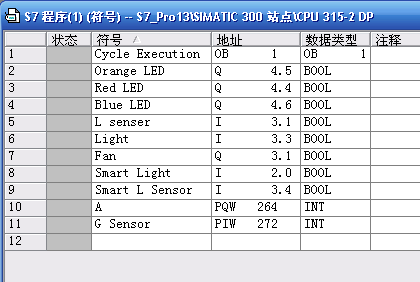 S7 程序(1) (符号) -- S7_Pro13\SIMATIC 300 站点\CPU 315-2 DP
状态 符号 地址 数据类型 注释
1 Cycle Execution OB 1 OB 1
2 Orange LED Q 4.5 BOOL
3 Red LED Q 4.4 BOOL
4 Blue LED Q 4.6 BOOL
5 L senser I 3.1 BOOL
6 Light I 3.3 BOOL
7 Fan Q 3.1 BOOL
8 Smart Light I 2.0 BOOL
9 Smart L Sensor I 3.4 BOOL
10 A PQW 264 INT
11 G Sensor PIW 272 INT
12